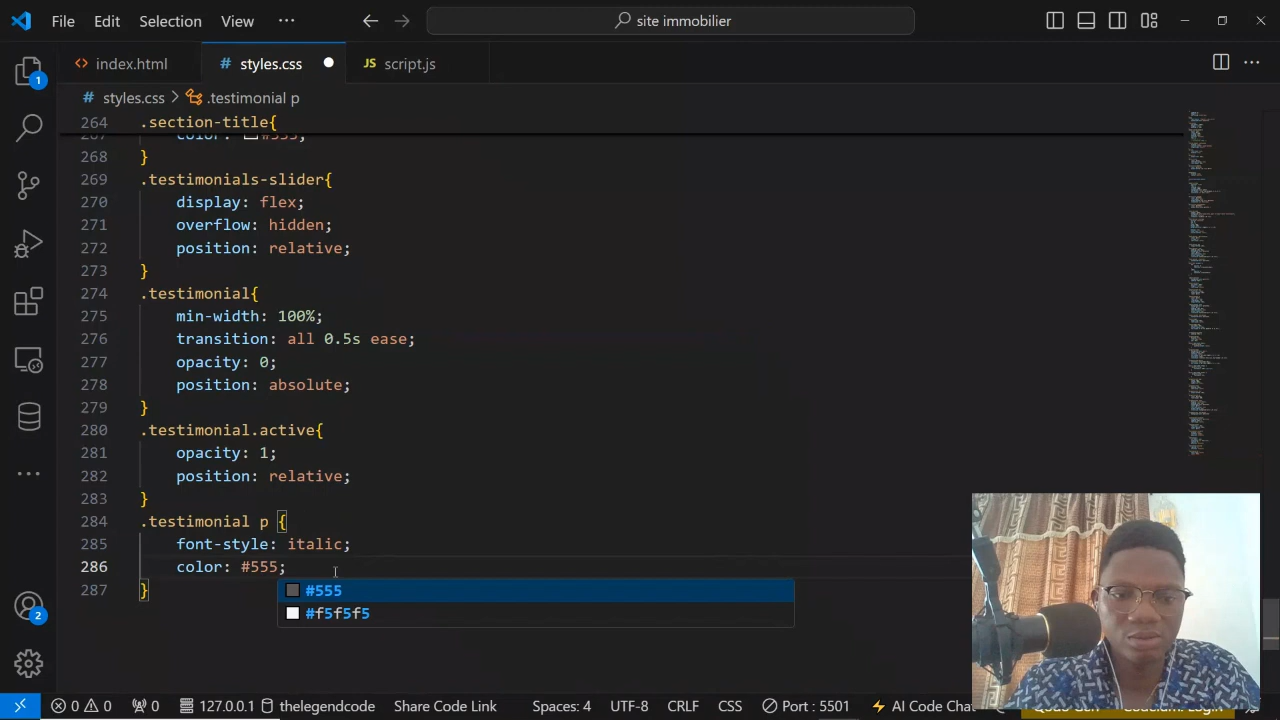 File Edit Selection View ··· site immobilier
index.html styles.css JS script.js
1
# styles.css > .testimonial p
264 .section-title{
268 }
269 .testimonials-slider{
270 display: flex;
271 overflow: hidden;
272 position: relative;
273 }
274 .testimonial{
275 min-width: 100%;
276 transition: all 0.5s ease;
277 opacity: 0;
278 position: absolute;
279 }
280 .testimonial.active{
281 opacity: 1;
282 position: relative;
283 }
284 .testimonial p {
285 font-style: italic;
286 color: #555;
287 }
#555
#f5f5f5
2
0 0 0 127.0.0.1 thelegendcode Share Code Link Spaces: 4 UTF-8 CRLF CSS Port : 5501 AI Code Chat